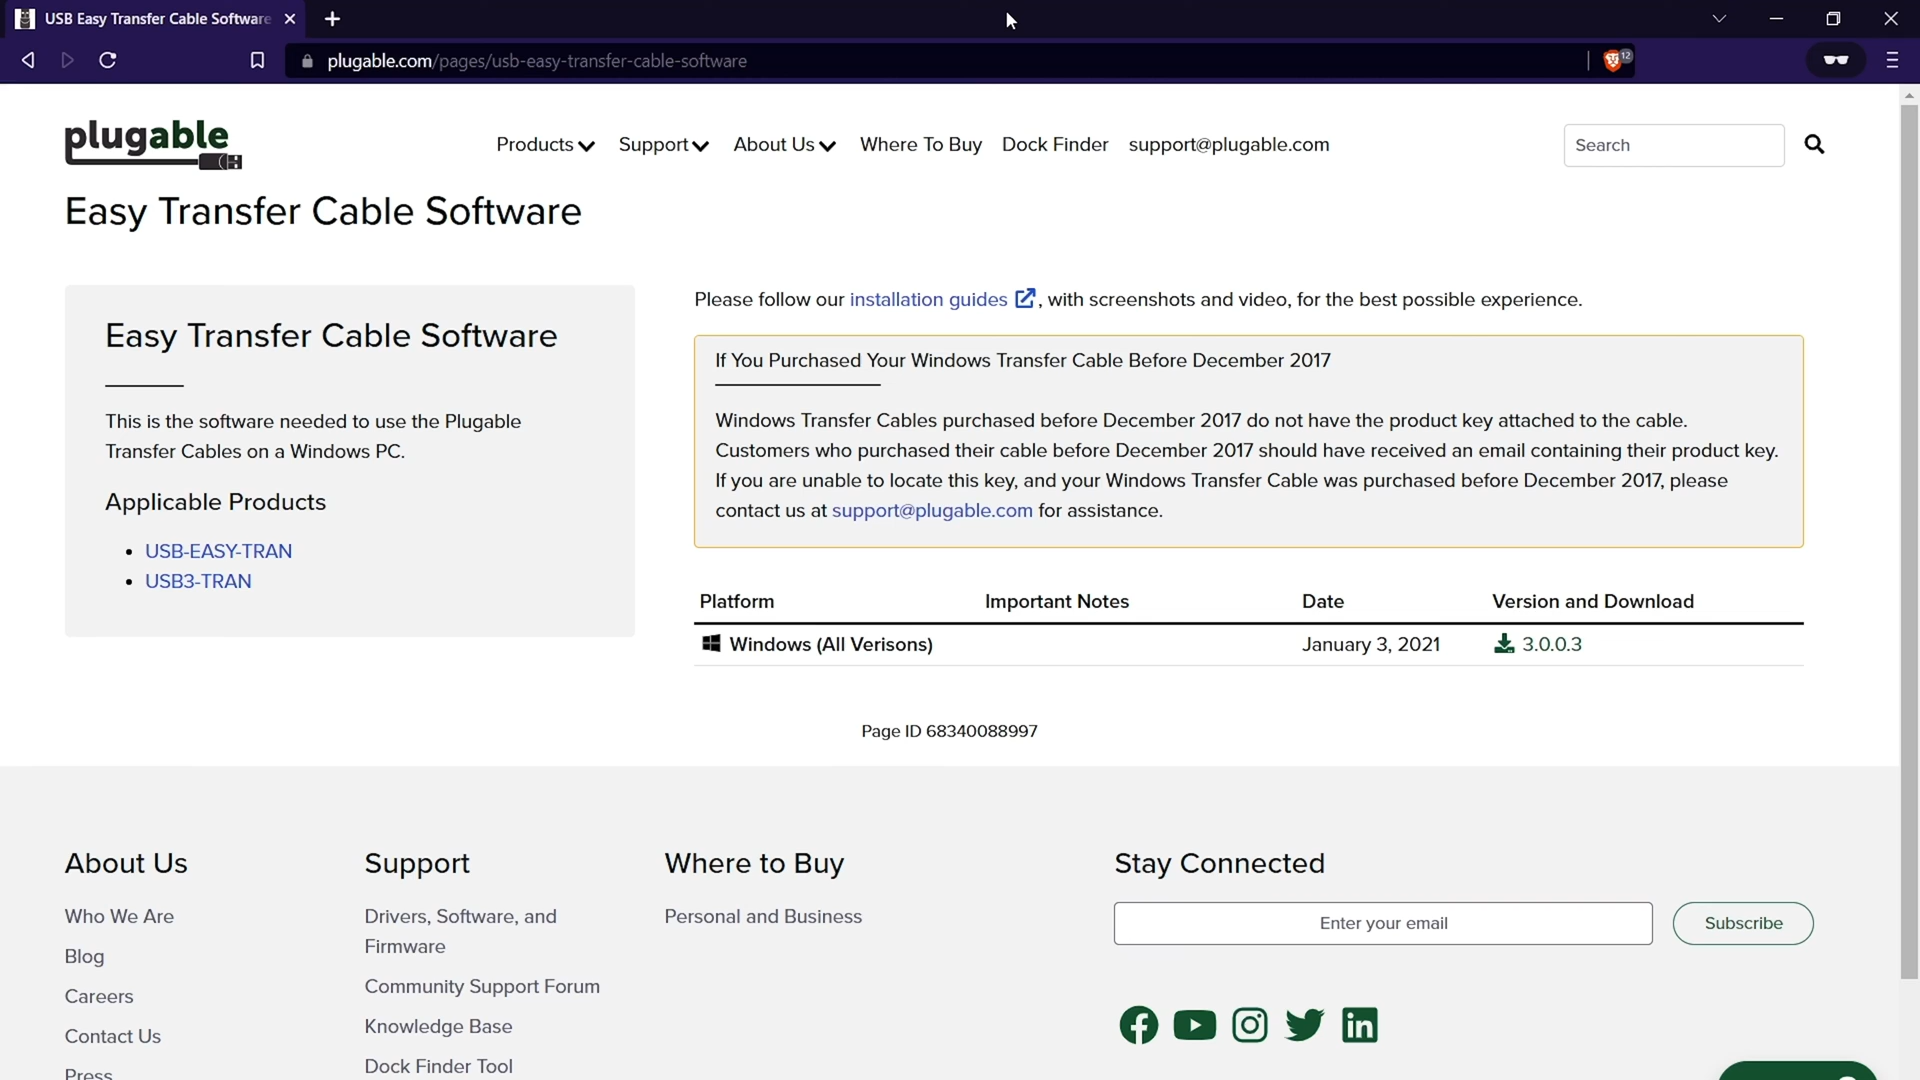 USB Easy Transfer Cable Software
plugable.com/pages/usb-easy-transfer-cable-software
12
plugable
Products
Support
About Us
Where To Buy
Dock Finder
support@plugable.com
Search
Easy Transfer Cable Software
Easy Transfer Cable Software
This is the software needed to use the Plugable
Transfer Cables on a Windows PC.
Applicable Products
• USB-EASY-TRAN
• USB3-TRAN
Please follow our installation guides , with screenshots and video, for the best possible experience.
If You Purchased Your Windows Transfer Cable Before December 2017
Windows Transfer Cables purchased before December 2017 do not have the product key attached to the cable.
Customers who purchased their cable before December 2017 should have received an email containing their product key.
If you are unable to locate this key, and your Windows Transfer Cable was purchased before December 2017, please
contact us at support@plugable.com for assistance.
Platform Important Notes Date Version and Download
Windows (All Verisons) January 3, 2021 3.0.0.3
Page ID 68340088997
About Us
Who We Are
Blog
Careers
Contact Us
Press
Support
Drivers, Software, and
Firmware
Community Support Forum
Knowledge Base
Dock Finder Tool
Where to Buy
Personal and Business
Stay Connected
Enter your email
Subscribe